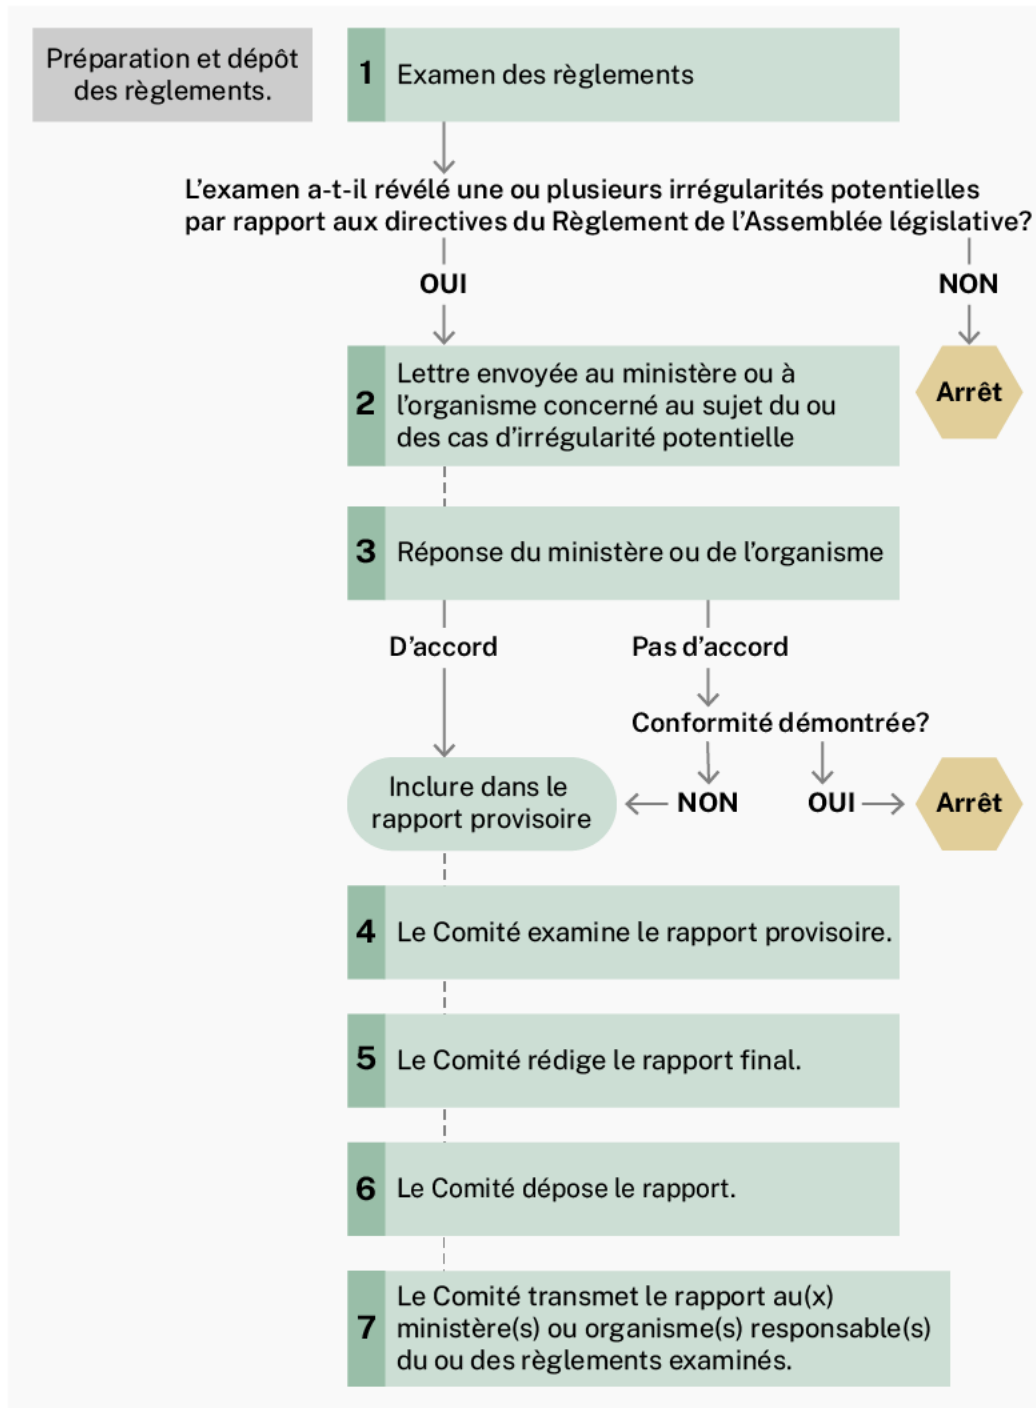 Préparation et dépôt
des règlements.
1 Examen des règlements
L'examen a-t-il révélé une ou plusieurs irrégularités potentielles
par rapport aux directives du Règlement de l'Assemblée législative?
OUI
NON
2
Lettre envoyée au ministère ou à
l'organisme concerné au sujet du ou
des cas d'irrégularité potentielle
Arrêt
3 Réponse du ministère ou de l'organisme
D'accord
Pas d'accord
Conformité démontrée?
Inclure dans le
rapport provisoire
NON
OUI
Arrêt
4 Le Comité examine le rapport provisoire.
5 Le Comité rédige le rapport final.
6 Le Comité dépose le rapport.
7
Le Comité transmet le rapport au(x)
ministère(s) ou organisme(s) responsable(s)
du ou des règlements examinés.